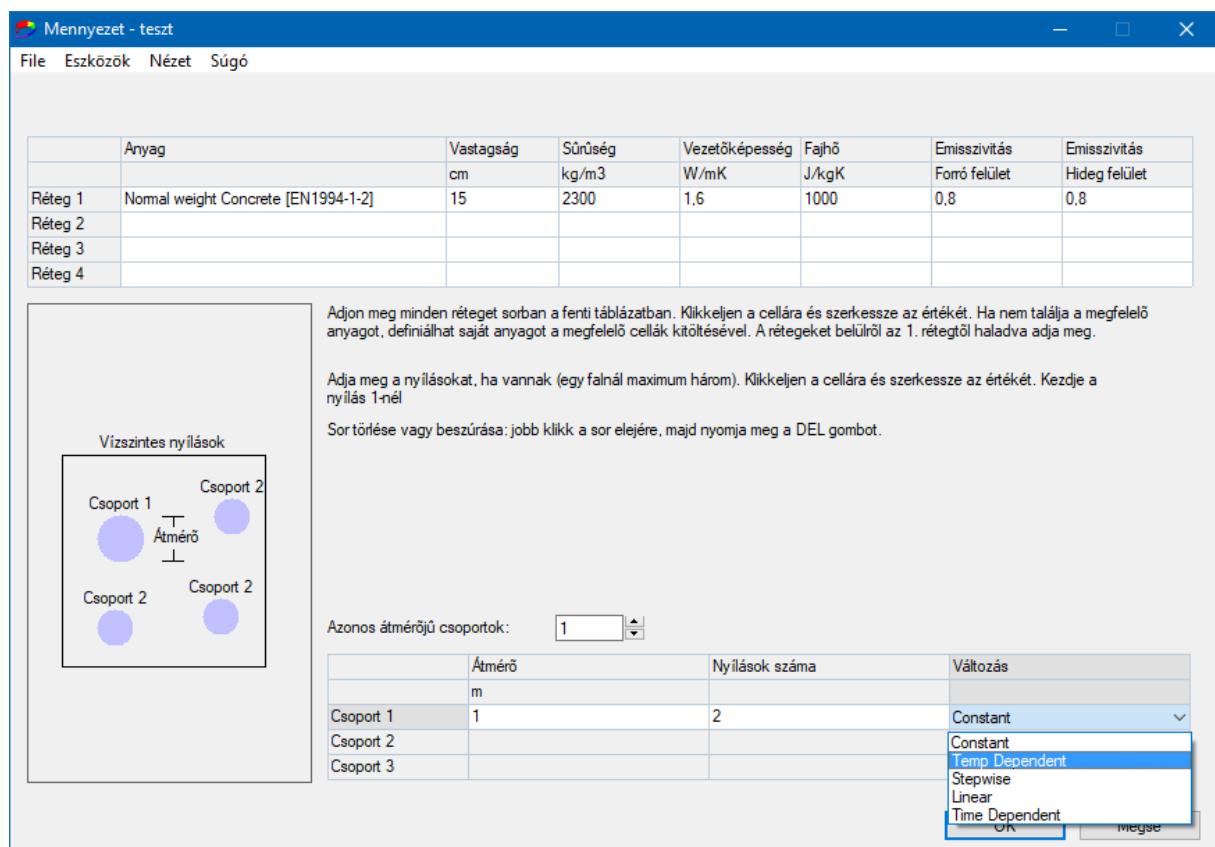 Mennyezet - teszt
File Eszközök Nézet Súgó
Anyag Vastagság Sûrûség Vezetõképesség Fajhõ Emisszivitás Emisszivitás
cm kg/m3 W/mK J/kgK Forró felület Hideg felület
Réteg 1 Normal weight Concrete [EN1994-1-2] 15 2300 1,6 1000 0,8 0,8
Réteg 2
Réteg 3
Réteg 4
Adjon meg minden réteget sorban a fenti táblázatban. Klikkeljen a cellára és szerkessze az értékét. Ha nem találja a megfelelõ
anyagot, definiálhat saját anyagot a megfelelõ cellák kitöltésével. A rétegeket belülrõl az 1. rétegtõl haladva adja meg.
Adja meg a nyílásokat, ha vannak (egy falnál maximum három). Klikkeljen a cellára és szerkessze az értékét. Kezdje a
nyílás 1-nél
Sor törlése vagy beszúrása: jobb klikk a sor elejére, majd nyomja meg a DEL gombot.
Vízszintes nyílások
Csoport 1
Csoport 2
Átmérõ
Csoport 2
Csoport 2
Azonos átmérõjû csoportok: 1
Átmérõ Nyílások száma Változás
m
Csoport 1 1 2 Constant
Csoport 2
Csoport 3
Constant
Temp Dependent
Stepwise
Linear
Time Dependent
OK Mégse